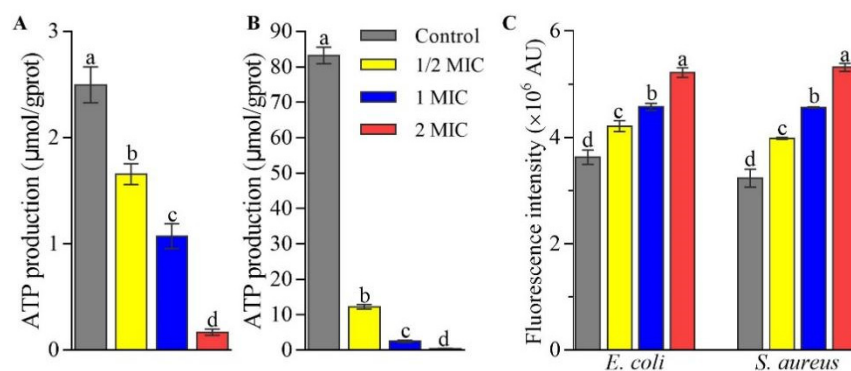 A
ATP production (μmol/gprot)
3
2
1
0
a
b
c
d
B
ATP production (μmol/gprot)
90
80
70
60
50
40
30
20
10
0
a
b
c
d
Control
1/2 MIC
1 MIC
2 MIC
C
Fluorescence intensity (×10⁶ AU)
6
4
2
0
d
c
b
a
d
c
b
a
E. coli
S. aureus